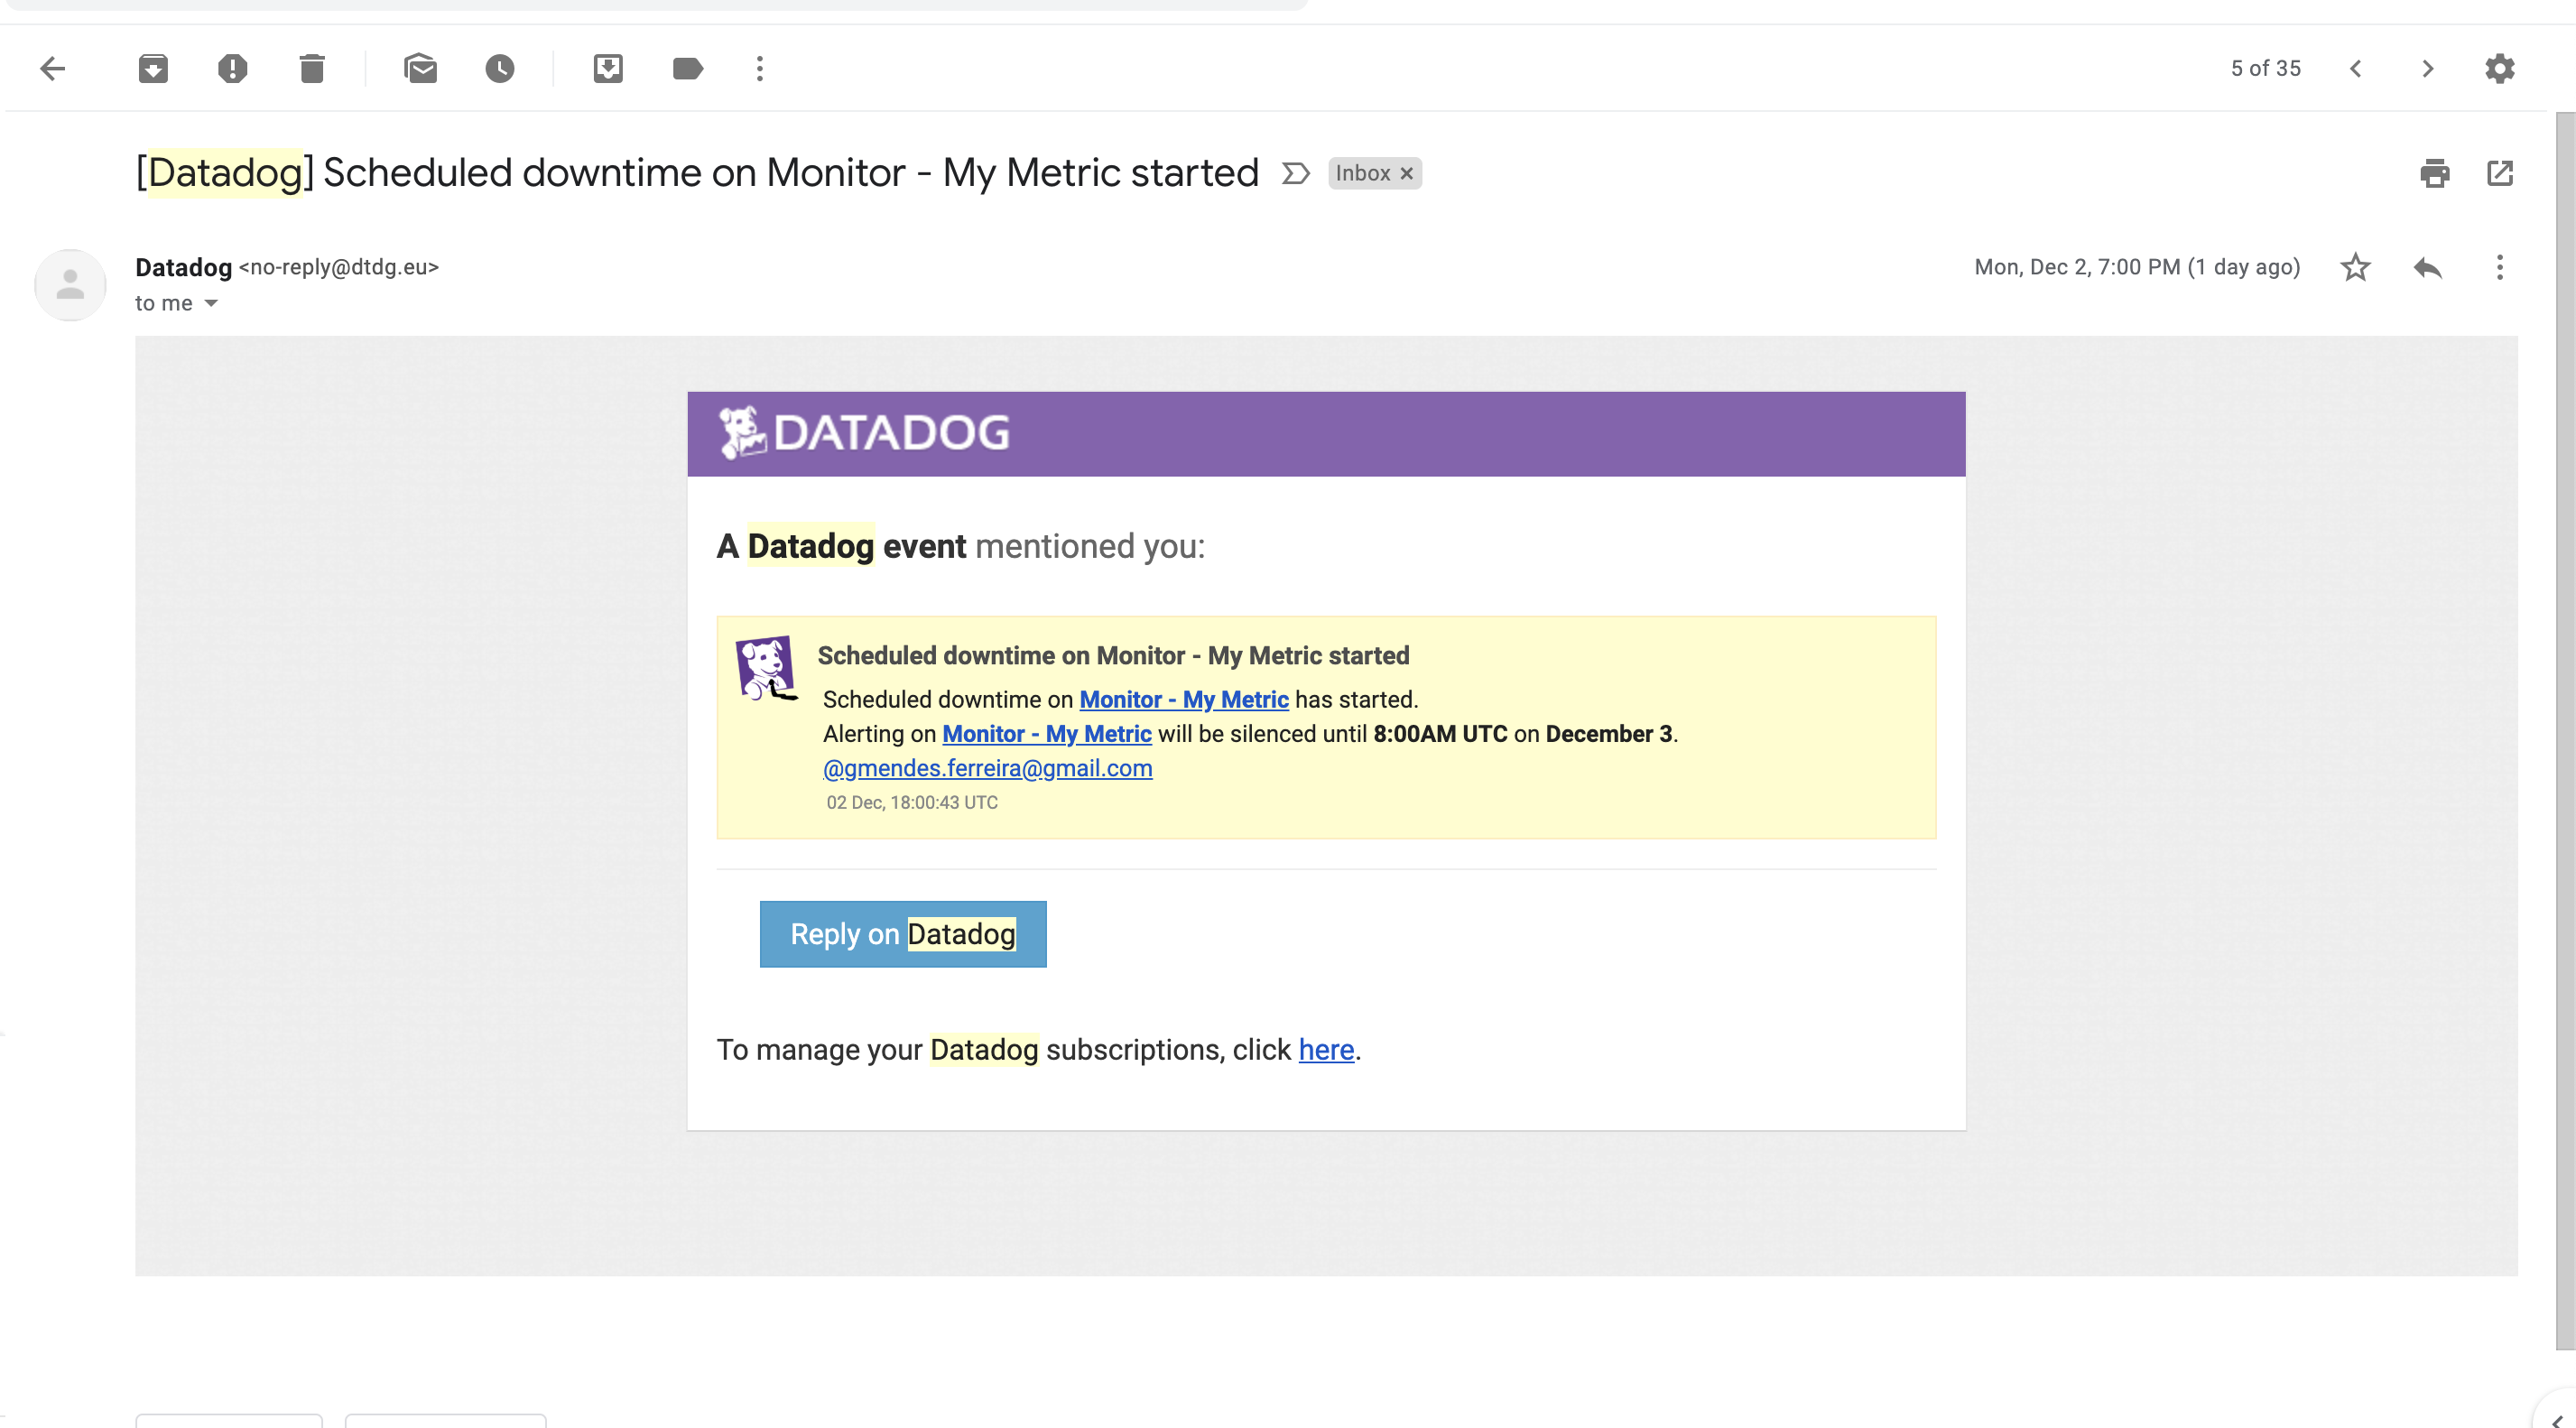 5 of 35
[Datadog] Scheduled downtime on Monitor - My Metric started
Inbox ×
Datadog <no-reply@dtdg.eu>
Mon, Dec 2, 7:00 PM (1 day ago)
to me
DATADOG
A Datadog event mentioned you:
Scheduled downtime on Monitor - My Metric started
Scheduled downtime on Monitor - My Metric has started.
Alerting on Monitor - My Metric will be silenced until 8:00AM UTC on December 3.
@gmendes.ferreira@gmail.com
02 Dec, 18:00:43 UTC
Reply on Datadog
To manage your Datadog subscriptions, click here.